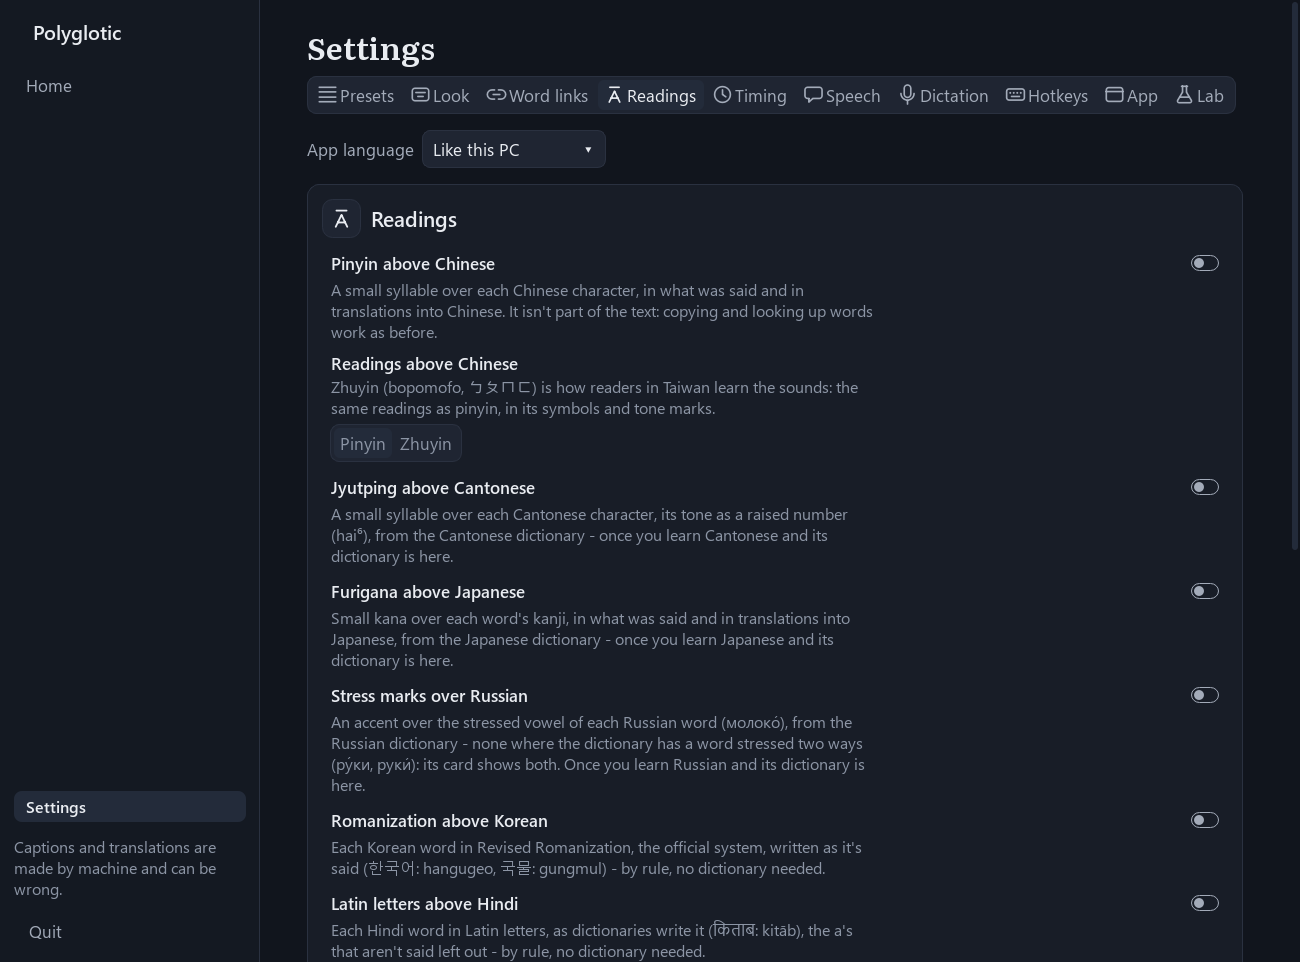 Polyglotic
Home
Settings
Captions and translations are
made by machine and can be
wrong.
Quit
Settings
Presets Look Word links Readings Timing Speech Dictation Hotkeys App Lab
App language Like this PC
Readings
Pinyin above Chinese
A small syllable over each Chinese character, in what was said and in
translations into Chinese. It isn't part of the text: copying and looking up words
work as before.
Readings above Chinese
Zhuyin (bopomofo, ㄅㄆㄇㄈ) is how readers in Taiwan learn the sounds: the
same readings as pinyin, in its symbols and tone marks.
Pinyin Zhuyin
Jyutping above Cantonese
A small syllable over each Cantonese character, its tone as a raised number
(hai⁶), from the Cantonese dictionary - once you learn Cantonese and its
dictionary is here.
Furigana above Japanese
Small kana over each word's kanji, in what was said and in translations into
Japanese, from the Japanese dictionary - once you learn Japanese and its
dictionary is here.
Stress marks over Russian
An accent over the stressed vowel of each Russian word (молоко́), from the
Russian dictionary - none where the dictionary has a word stressed two ways
(ру́ки, руки́): its card shows both. Once you learn Russian and its dictionary is
here.
Romanization above Korean
Each Korean word in Revised Romanization, the official system, written as it's
said (한국어: hangugeo, 국물: gungmul) - by rule, no dictionary needed.
Latin letters above Hindi
Each Hindi word in Latin letters, as dictionaries write it (किताब: kitāb), the a's
that aren't said left out - by rule, no dictionary needed.